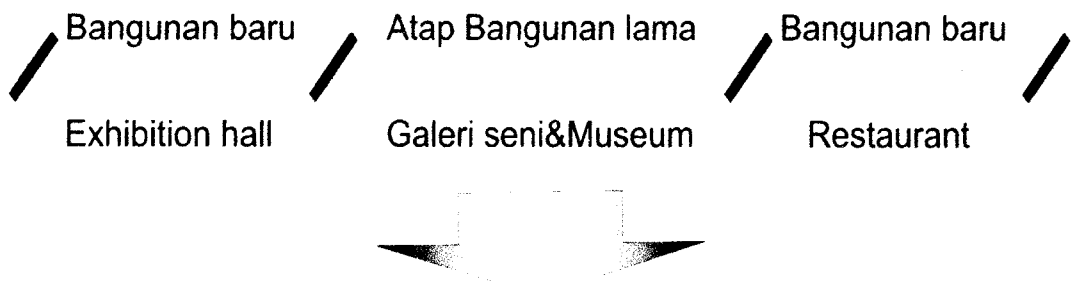 Bangunan baru Atap Bangunan lama Bangunan baru
Exhibition hall Galeri seni&Museum Restaurant